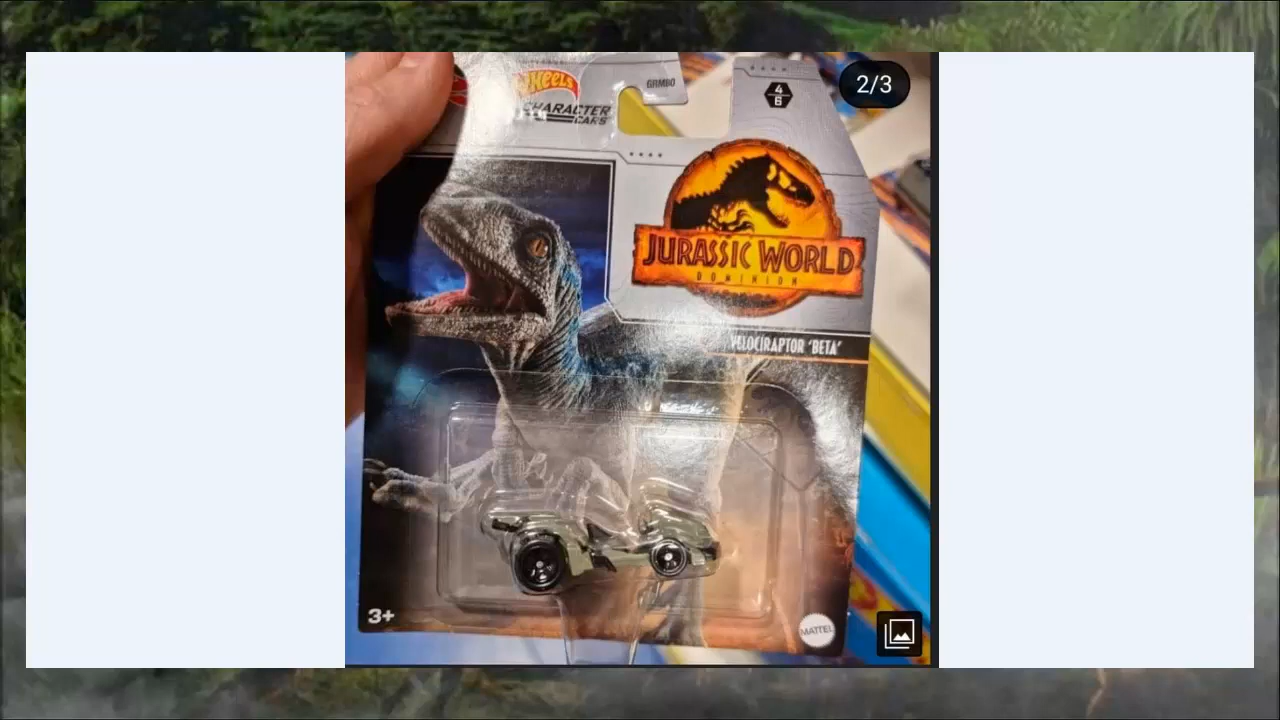 2/3
WHEELS
GRM80
4
6
CHARACTER
CARS
JURASSIC WORLD
DOMINION
VELOCIRAPTOR 'BETA'
3+
MATTEL